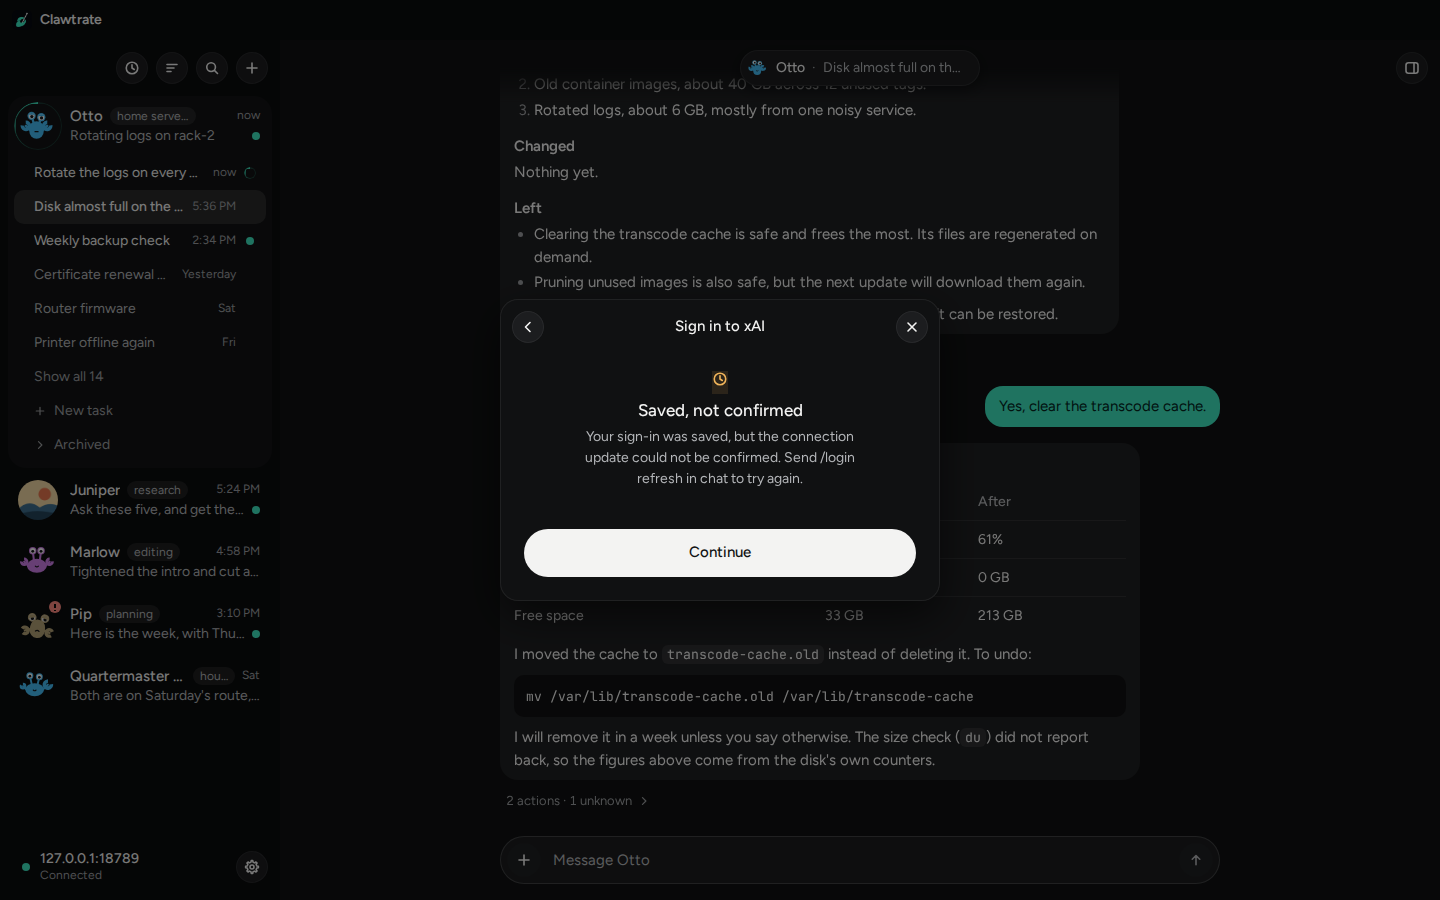 Clawtrate
Otto
home serve...
now
Rotating logs on rack-2
Rotate the logs on every ...
now
Disk almost full on the ...
5:36 PM
Weekly backup check
2:34 PM
Certificate renewal ...
Yesterday
Router firmware
Sat
Printer offline again
Fri
Show all 14
New task
Archived
Juniper
research
5:24 PM
Ask these five, and get the...
Marlow
editing
4:58 PM
Tightened the intro and cut a...
Pip
planning
3:10 PM
Here is the week, with Thu...
Quartermaster ...
hou...
Sat
Both are on Saturday's route,...
127.0.0.1:18789
Connected
Otto · Disk almost full on th...
2. Old container images, about 40 GB across 12 unused tags.
3. Rotated logs, about 6 GB, mostly from one noisy service.
Changed
Nothing yet.
Left
• Clearing the transcode cache is safe and frees the most. Its files are regenerated on
demand.
• Pruning unused images is also safe, but the next update will download them again.
t can be restored.
Sign in to xAI
Saved, not confirmed
Your sign-in was saved, but the connection
update could not be confirmed. Send /login
refresh in chat to try again.
Continue
Yes, clear the transcode cache.
After
61%
0 GB
Free space
33 GB
213 GB
I moved the cache to transcode-cache.old instead of deleting it. To undo:
mv /var/lib/transcode-cache.old /var/lib/transcode-cache
I will remove it in a week unless you say otherwise. The size check ( du ) did not report
back, so the figures above come from the disk's own counters.
2 actions · 1 unknown
Message Otto